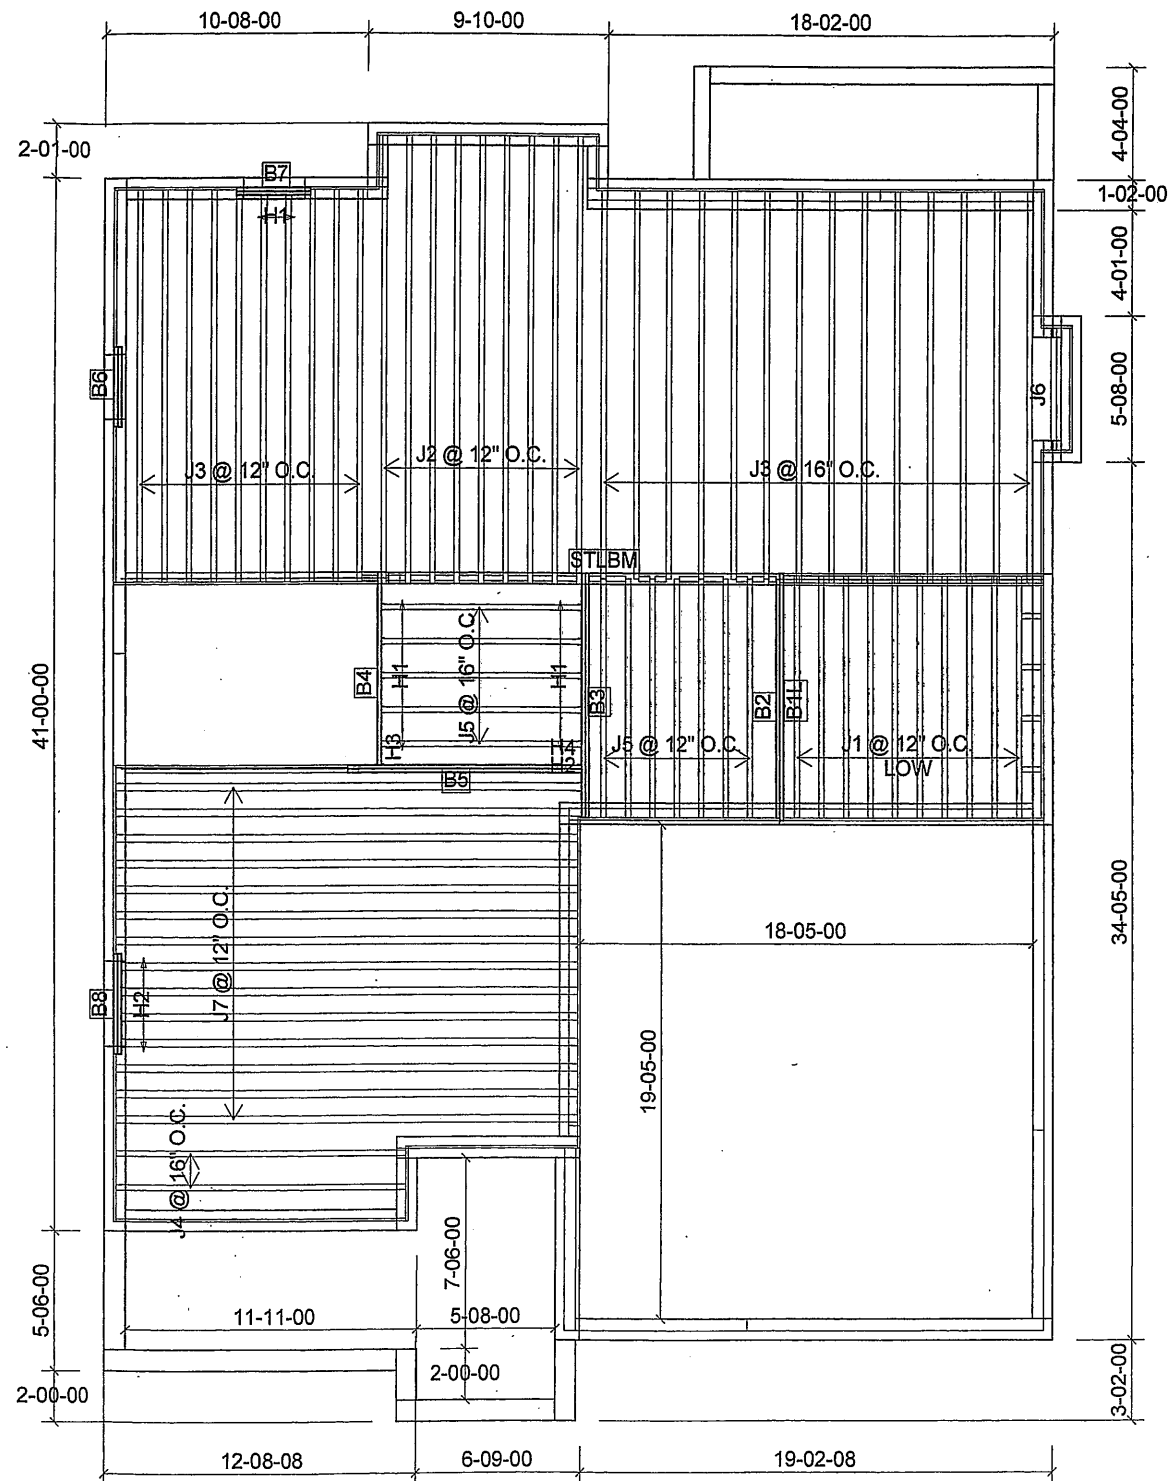 10-08-00
9-10-00
18-02-00
2-01-00
4-04-00
1-02-00
4-01-00
5-08-00
B7
H1
B6
J6
J3 @ 12" O.C.
J2 @ 12" O.C.
J3 @ 16" O.C.
STLBM
41-00-00
B4
H1
J5 @ 16" O.C.
H1
B3
B2
B1L
H3
H4
H2
J5 @ 12" O.C.
J1 @ 12" O.C.
LOW
B5
34-05-00
J7 @ 12" O.C.
18-05-00
B8
H2
19-05-00
J4 @ 16" O.C.
7-06-00
5-06-00
11-11-00
5-08-00
2-00-00
2-00-00
3-02-00
12-08-08
6-09-00
19-02-08